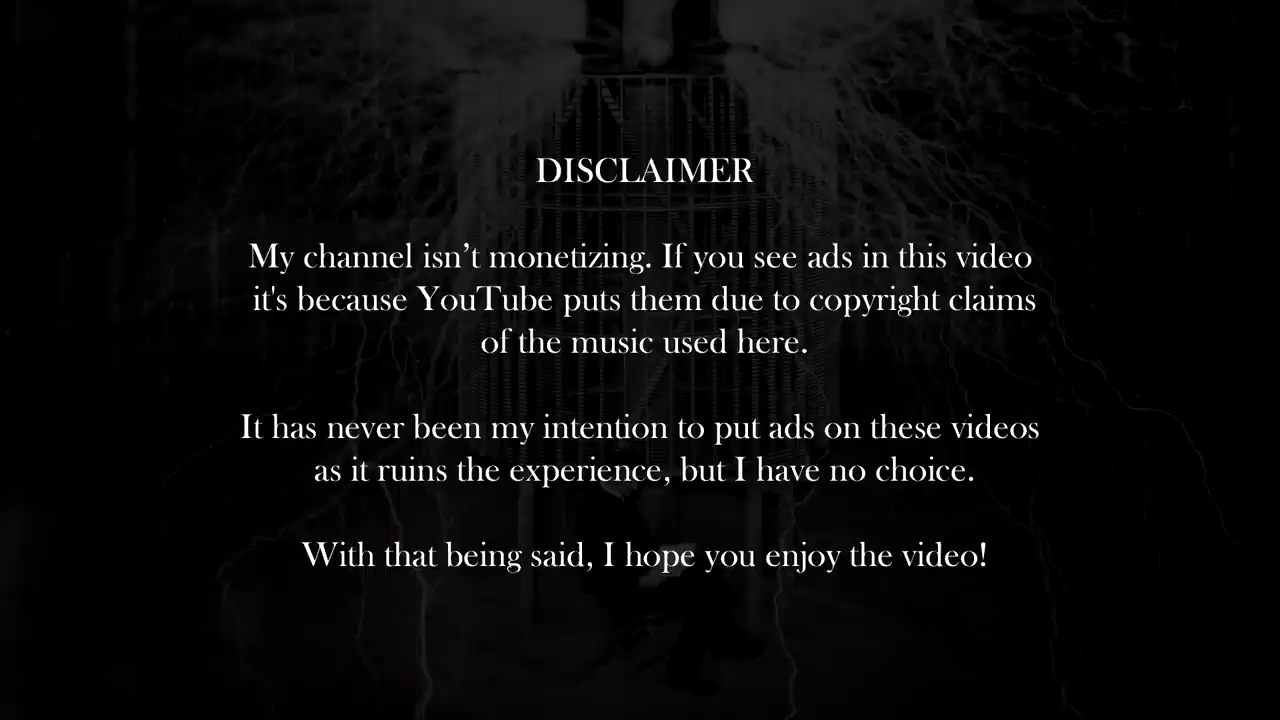 DISCLAIMER
My channel isn’t monetizing. If you see ads in this video
it's because YouTube puts them due to copyright claims
of the music used here.
It has never been my intention to put ads on these videos
as it ruins the experience, but I have no choice.
With that being said, I hope you enjoy the video!